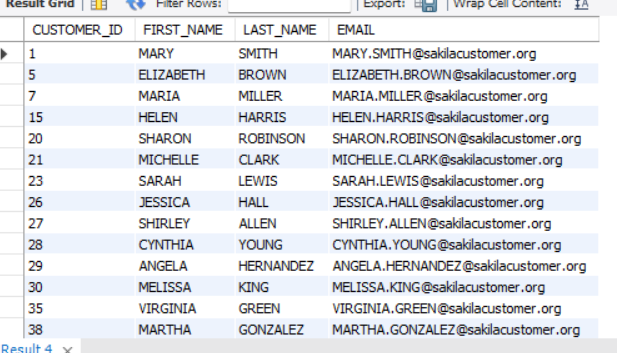 Result Grid | Filter Rows: | Export: | Wrap Cell Content: IA
CUSTOMER_ID FIRST_NAME LAST_NAME EMAIL
1 MARY SMITH MARY.SMITH@sakilacustomer.org
5 ELIZABETH BROWN ELIZABETH.BROWN@sakilacustomer.org
7 MARIA MILLER MARIA.MILLER@sakilacustomer.org
15 HELEN HARRIS HELEN.HARRIS@sakilacustomer.org
20 SHARON ROBINSON SHARON.ROBINSON@sakilacustomer.org
21 MICHELLE CLARK MICHELLE.CLARK@sakilacustomer.org
23 SARAH LEWIS SARAH.LEWIS@sakilacustomer.org
26 JESSICA HALL JESSICA.HALL@sakilacustomer.org
27 SHIRLEY ALLEN SHIRLEY.ALLEN@sakilacustomer.org
28 CYNTHIA YOUNG CYNTHIA.YOUNG@sakilacustomer.org
29 ANGELA HERNANDEZ ANGELA.HERNANDEZ@sakilacustomer.org
30 MELISSA KING MELISSA.KING@sakilacustomer.org
35 VIRGINIA GREEN VIRGINIA.GREEN@sakilacustomer.org
38 MARTHA GONZALEZ MARTHA.GONZALEZ@sakilacustomer.org
Result 4 ×